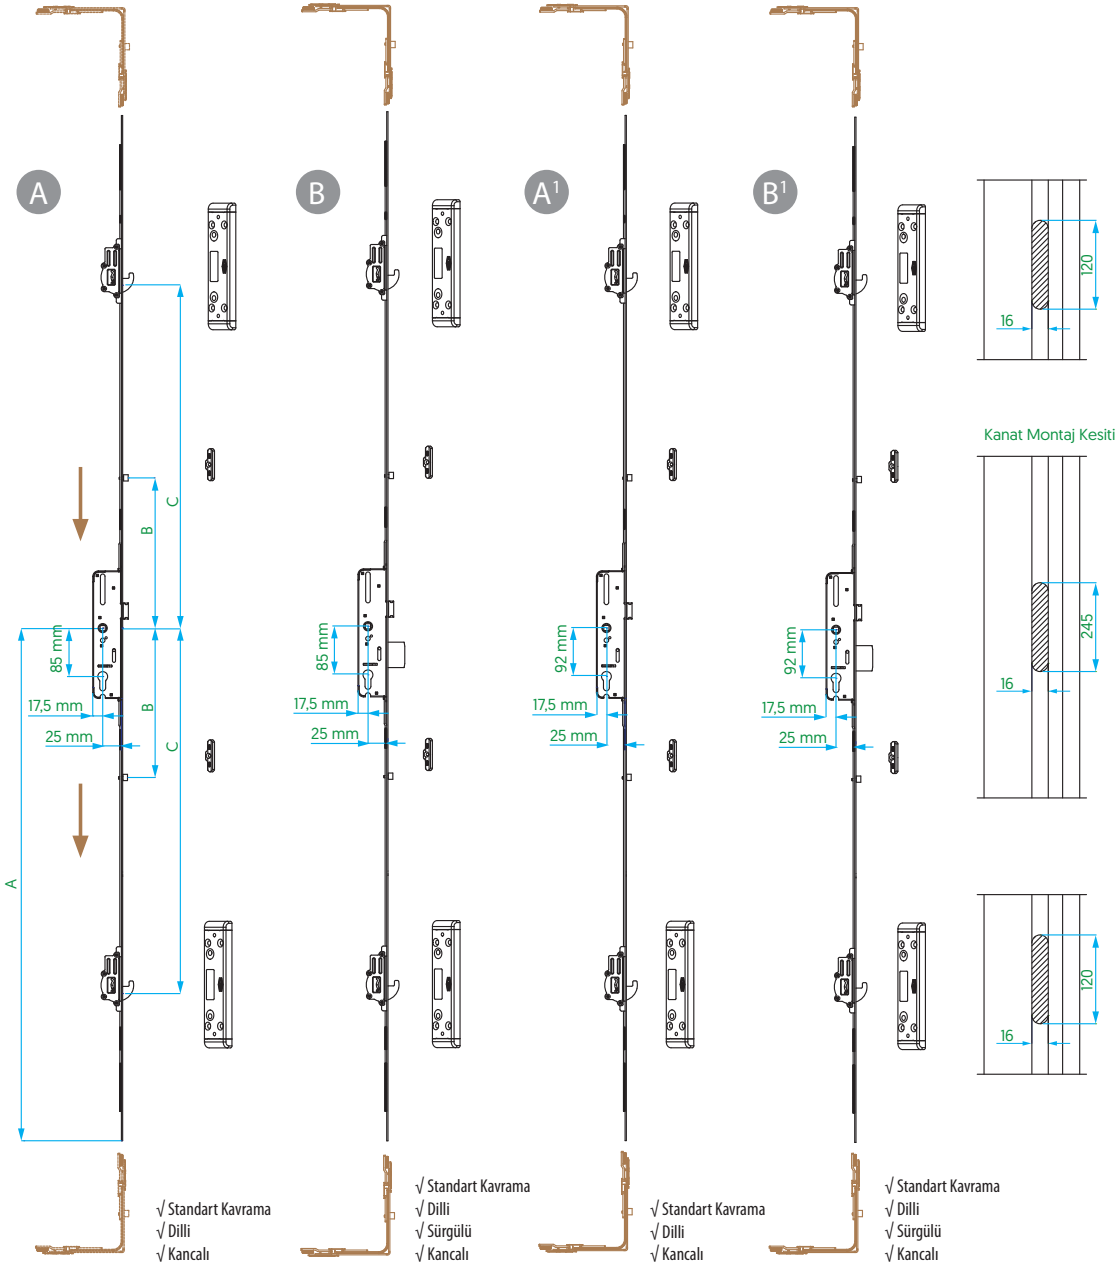 A
B
A¹
B¹
120
16
Kanat Montaj Kesiti
C
B
85 mm
85 mm
92 mm
92 mm
245
16
17,5 mm
17,5 mm
17,5 mm
17,5 mm
B
C
25 mm
25 mm
25 mm
25 mm
A
120
16
√ Standart Kavrama
√ Dilli
√ Kancalı
√ Standart Kavrama
√ Dilli
√ Sürgülü
√ Kancalı
√ Standart Kavrama
√ Dilli
√ Kancalı
√ Standart Kavrama
√ Dilli
√ Sürgülü
√ Kancalı